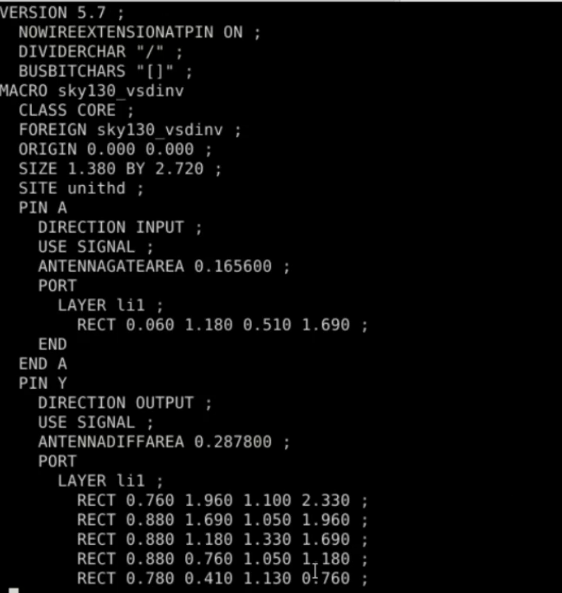 VERSION 5.7 ;
  NOWIREEXTENSIONATPIN ON ;
  DIVIDERCHAR "/" ;
  BUSBITCHARS "[]" ;
MACRO sky130_vsdinv
  CLASS CORE ;
  FOREIGN sky130_vsdinv ;
  ORIGIN 0.000 0.000 ;
  SIZE 1.380 BY 2.720 ;
  SITE unithd ;
  PIN A
    DIRECTION INPUT ;
    USE SIGNAL ;
    ANTENNAGATEAREA 0.165600 ;
    PORT
      LAYER li1 ;
        RECT 0.060 1.180 0.510 1.690 ;
    END
  END A
  PIN Y
    DIRECTION OUTPUT ;
    USE SIGNAL ;
    ANTENNADIFFAREA 0.287800 ;
    PORT
      LAYER li1 ;
        RECT 0.760 1.960 1.100 2.330 ;
        RECT 0.880 1.690 1.050 1.960 ;
        RECT 0.880 1.180 1.330 1.690 ;
        RECT 0.880 0.760 1.050 1.180 ;
        RECT 0.780 0.410 1.130 0.760 ;